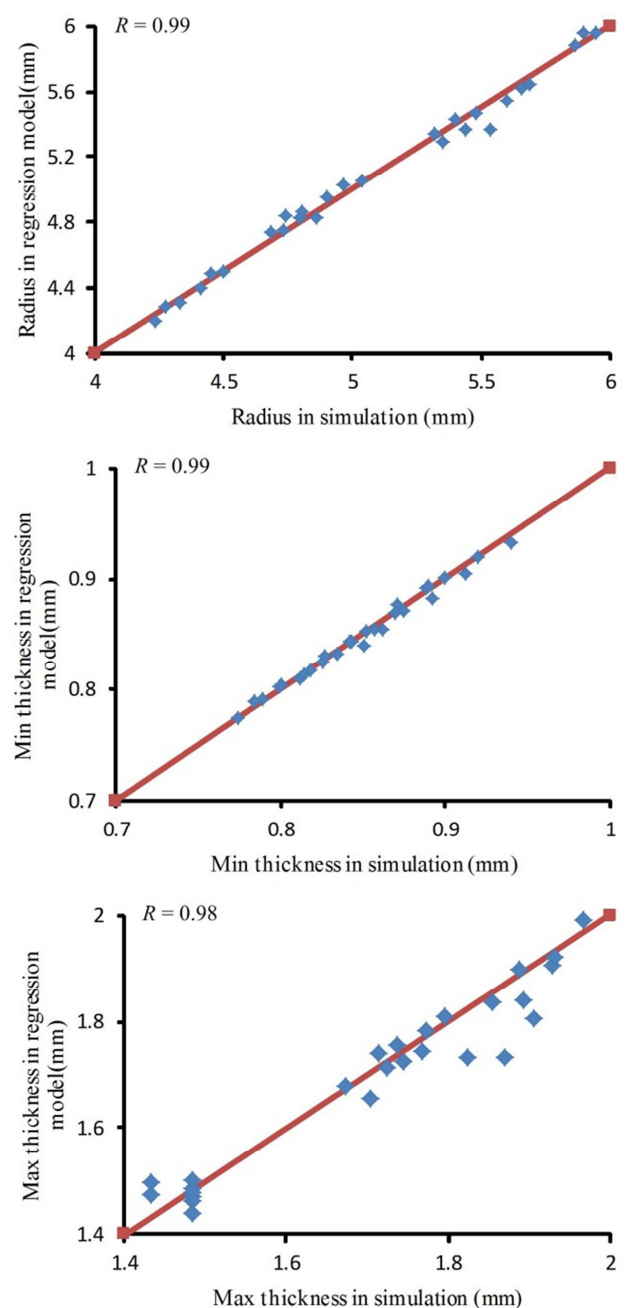 R = 0.99
6
5.6
5.2
4.8
4.4
4
Radius in regression model(mm)
4
4.5
5
5.5
6
Radius in simulation (mm)
R = 0.99
1
0.9
0.8
0.7
Min thickness in regression
model(mm)
0.7
0.8
0.9
1
Min thickness in simulation (mm)
R = 0.98
2
1.8
1.6
1.4
Max thickness in regression
model(mm)
1.4
1.6
1.8
2
Max thickness in simulation (mm)